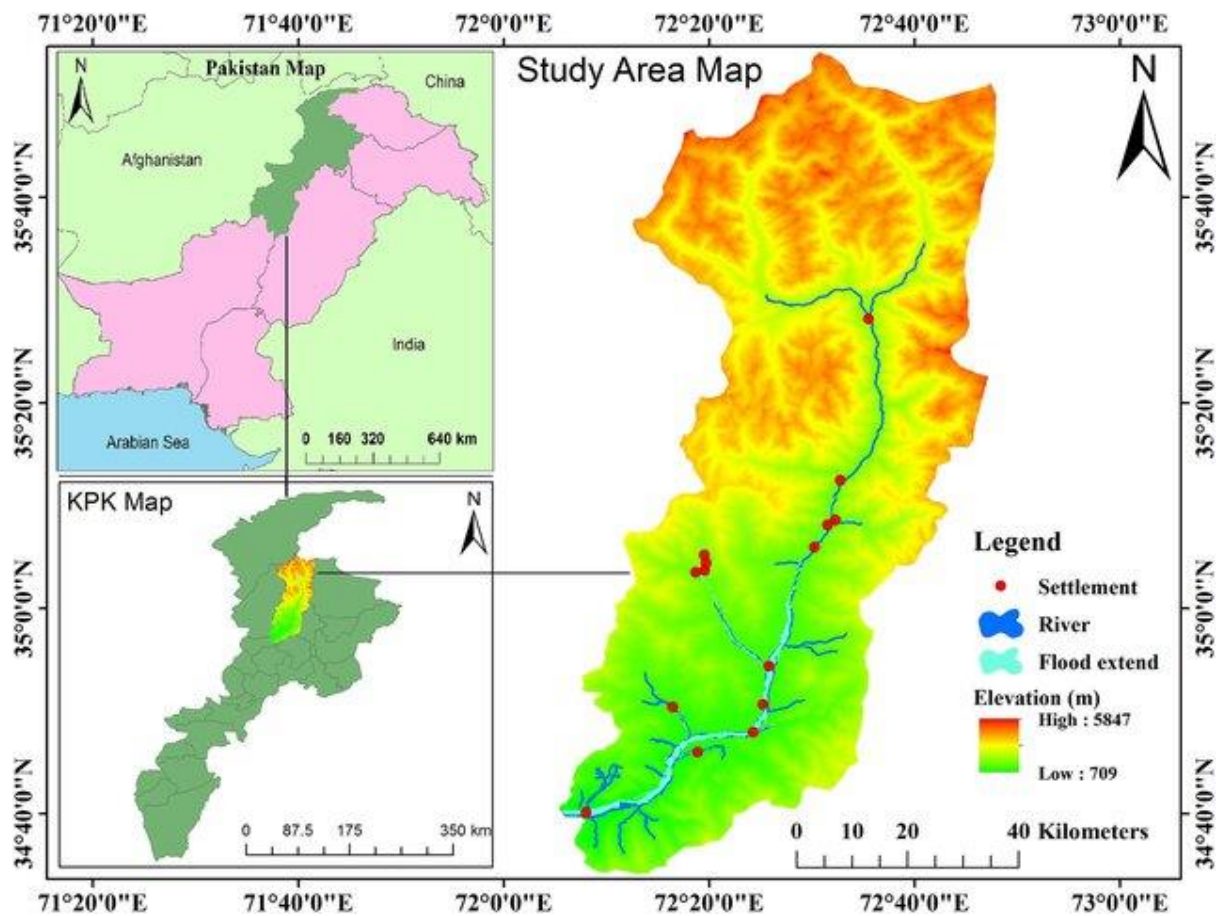 71°20'0"E 71°40'0"E 72°0'0"E 72°20'0"E 72°40'0"E 73°0'0"E
Pakistan Map
N
China
Afghanistan
India
Arabian Sea
0 160 320 640 km
KPK Map
N
0 87.5 175 350 km
Study Area Map
N
Legend
Settlement
River
Flood extend
Elevation (m)
High : 5847
Low : 709
0 10 20 40 Kilometers
35°40'0"N
35°20'0"N
35°0'0"N
34°40'0"N
35°40'0"N
35°20'0"N
35°0'0"N
34°40'0"N
71°20'0"E 71°40'0"E 72°0'0"E 72°20'0"E 72°40'0"E 73°0'0"E